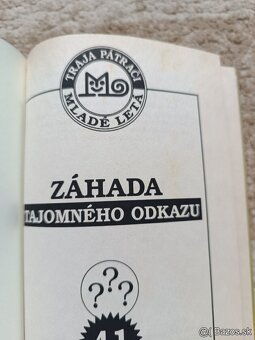 TRAJA PÁTRAČI
MLADÉ LETÁ
ZÁHADA
TAJOMNÉHO ODKAZU
???
41
bazos.sk